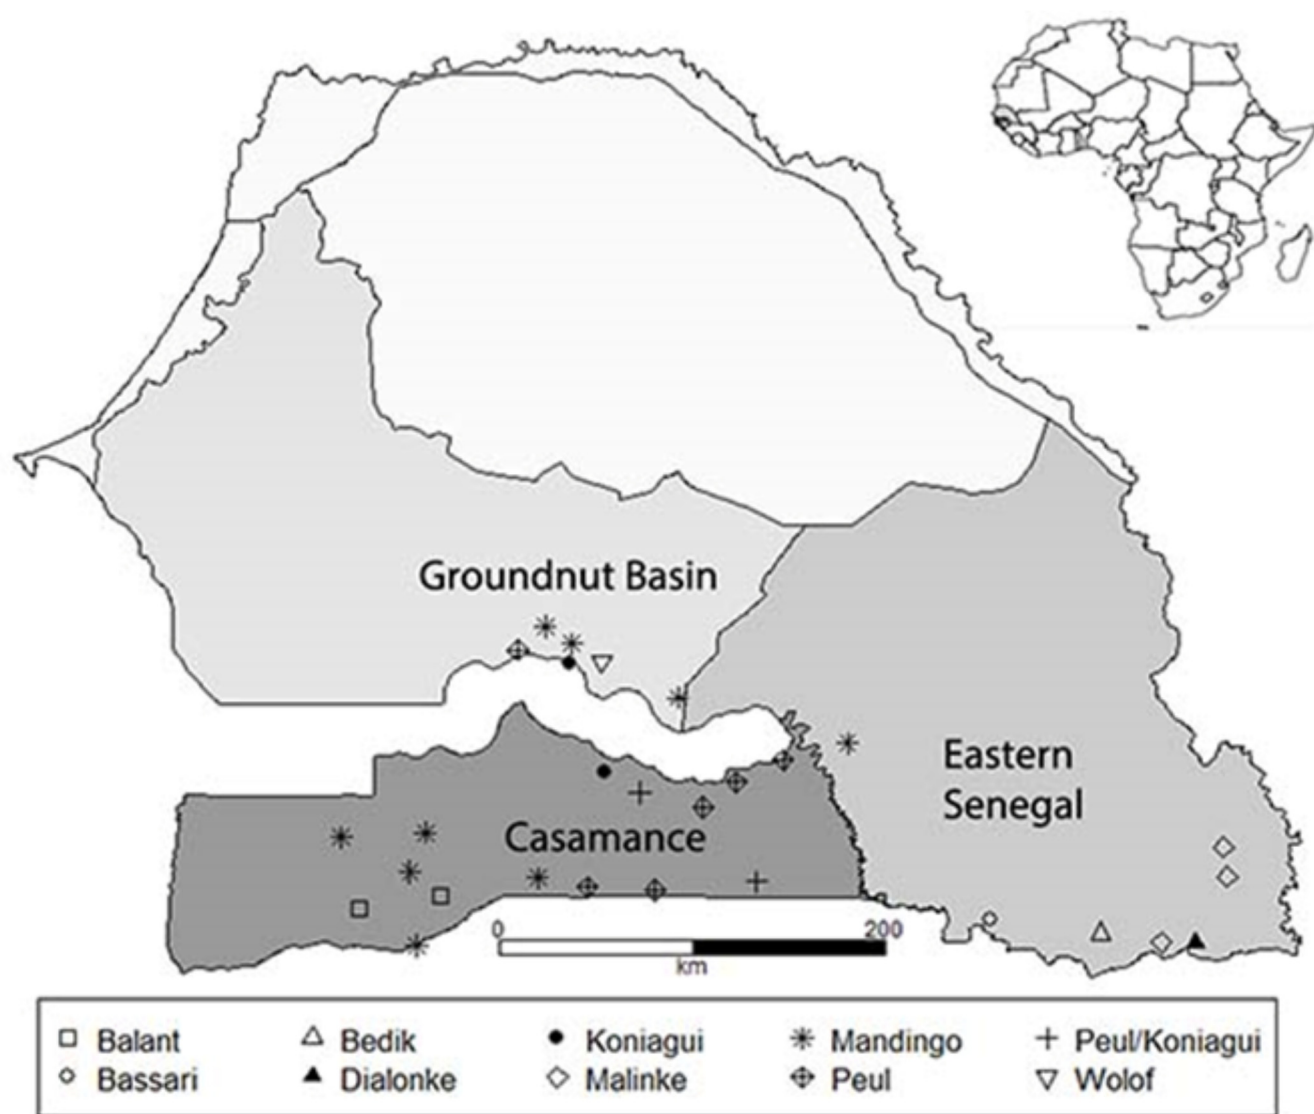 Groundnut Basin
Eastern
Senegal
Casamance
0 200
km
Balant Bedik Koniagui Mandingo Peul/Koniagui
Bassari Dialonke Malinke Peul Wolof